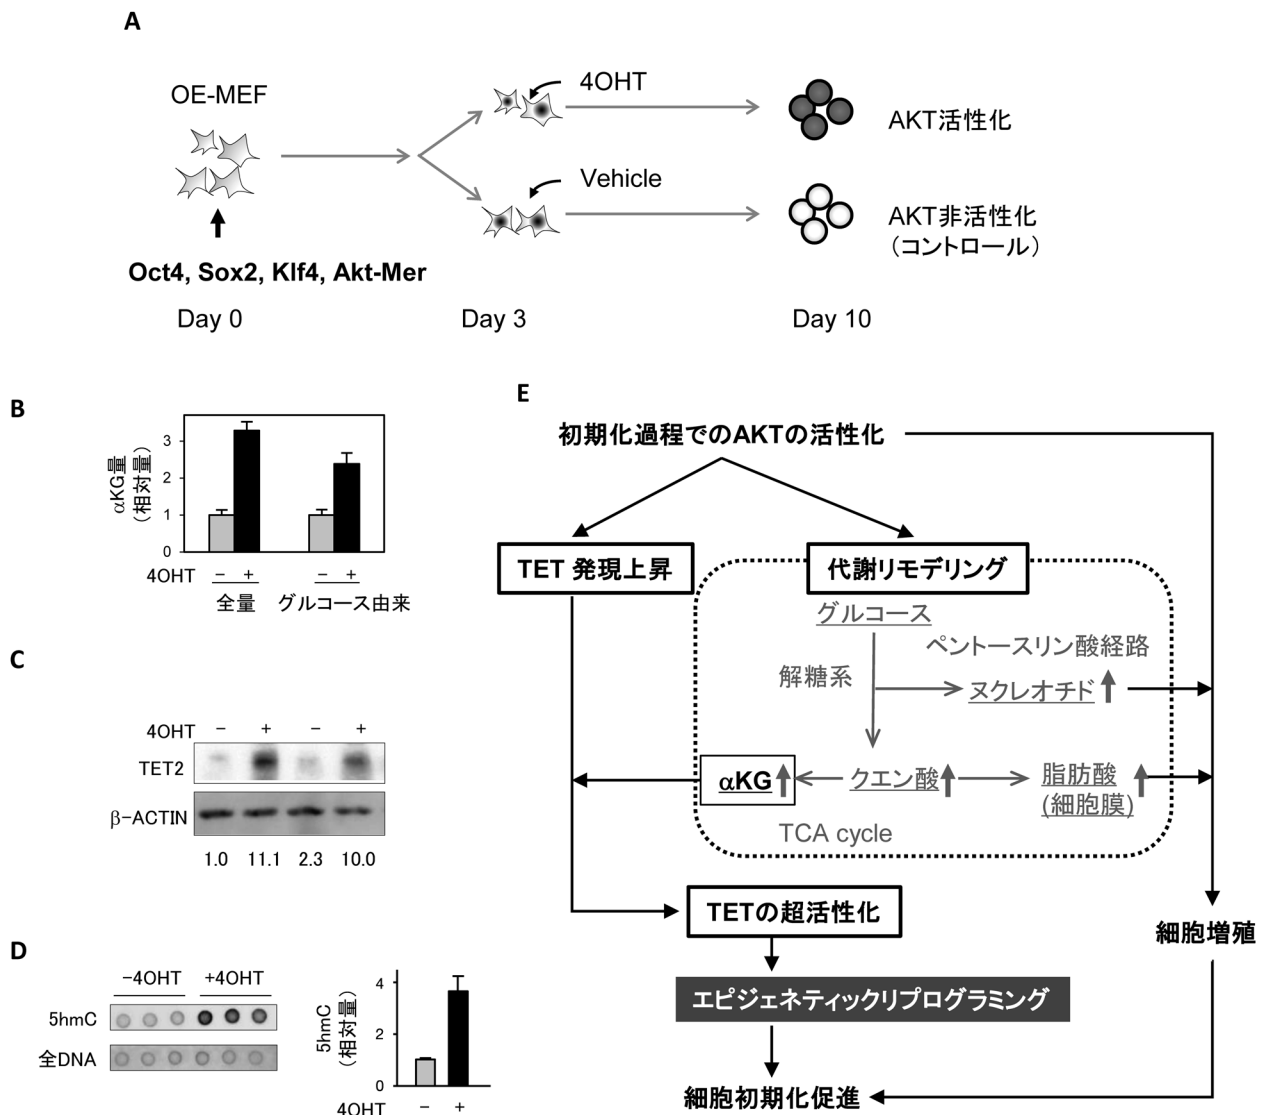 A
OE-MEF
4OHT
AKT活性化
Vehicle
AKT非活性化
（コントロール）
Oct4, Sox2, Klf4, Akt-Mer
Day 0
Day 3
Day 10
B
αKG量
（相対量）
3
2
1
0
4OHT
− + − +
全量
グルコース由来
C
4OHT − + − +
TET2
β-ACTIN
1.0 11.1 2.3 10.0
D
−4OHT +4OHT
5hmC
全DNA
5hmC
（相対量）
4
2
0
4OHT − +
E
初期化過程でのAKTの活性化
TET 発現上昇
代謝リモデリング
グルコース
ペントースリン酸経路
解糖系
ヌクレオチド
αKG
クエン酸
脂肪酸
(細胞膜)
TCA cycle
TETの超活性化
細胞増殖
エピジェネティックリプログラミング
細胞初期化促進